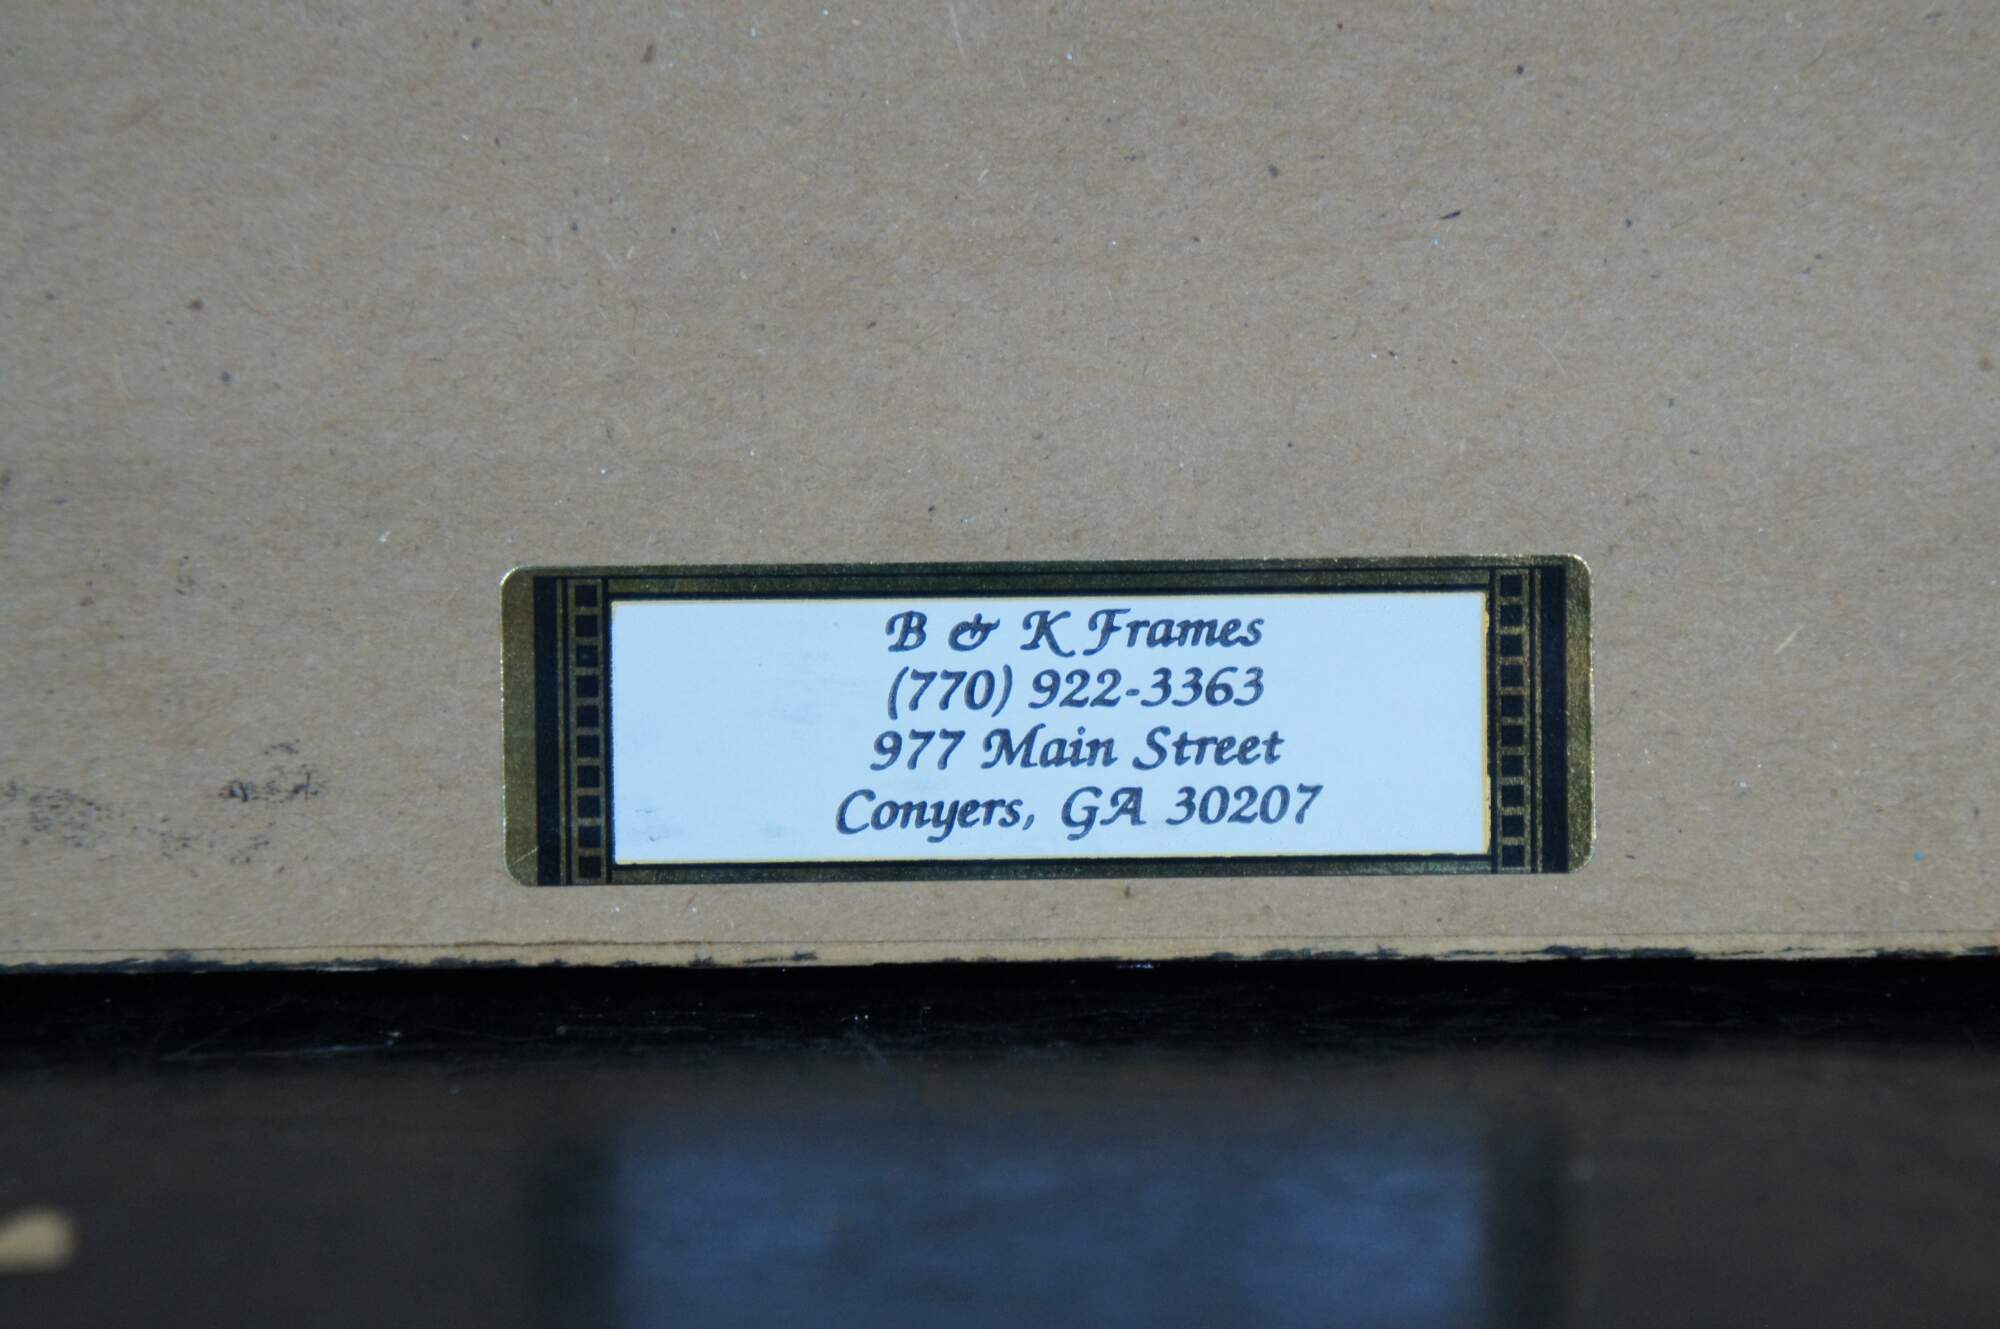 B & K Frames
(770) 922-3363
977 Main Street
Conyers, GA 30207